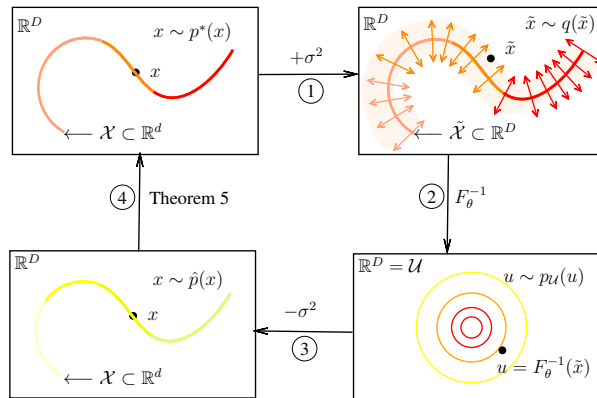 ℝ^D
x ∼ p*(x)
x
⟵ 𝒳 ⊂ ℝ^d
+σ²
①
ℝ^D
x̃ ∼ q(x̃)
x̃
⟵ 𝒳̃ ⊂ ℝ^D
④ Theorem 5
② F_θ^{-1}
ℝ^D
x ∼ p̂(x)
x
⟵ 𝒳 ⊂ ℝ^d
−σ²
③
ℝ^D = 𝒰
u ∼ p_𝒰(u)
u = F_θ^{-1}(x̃)